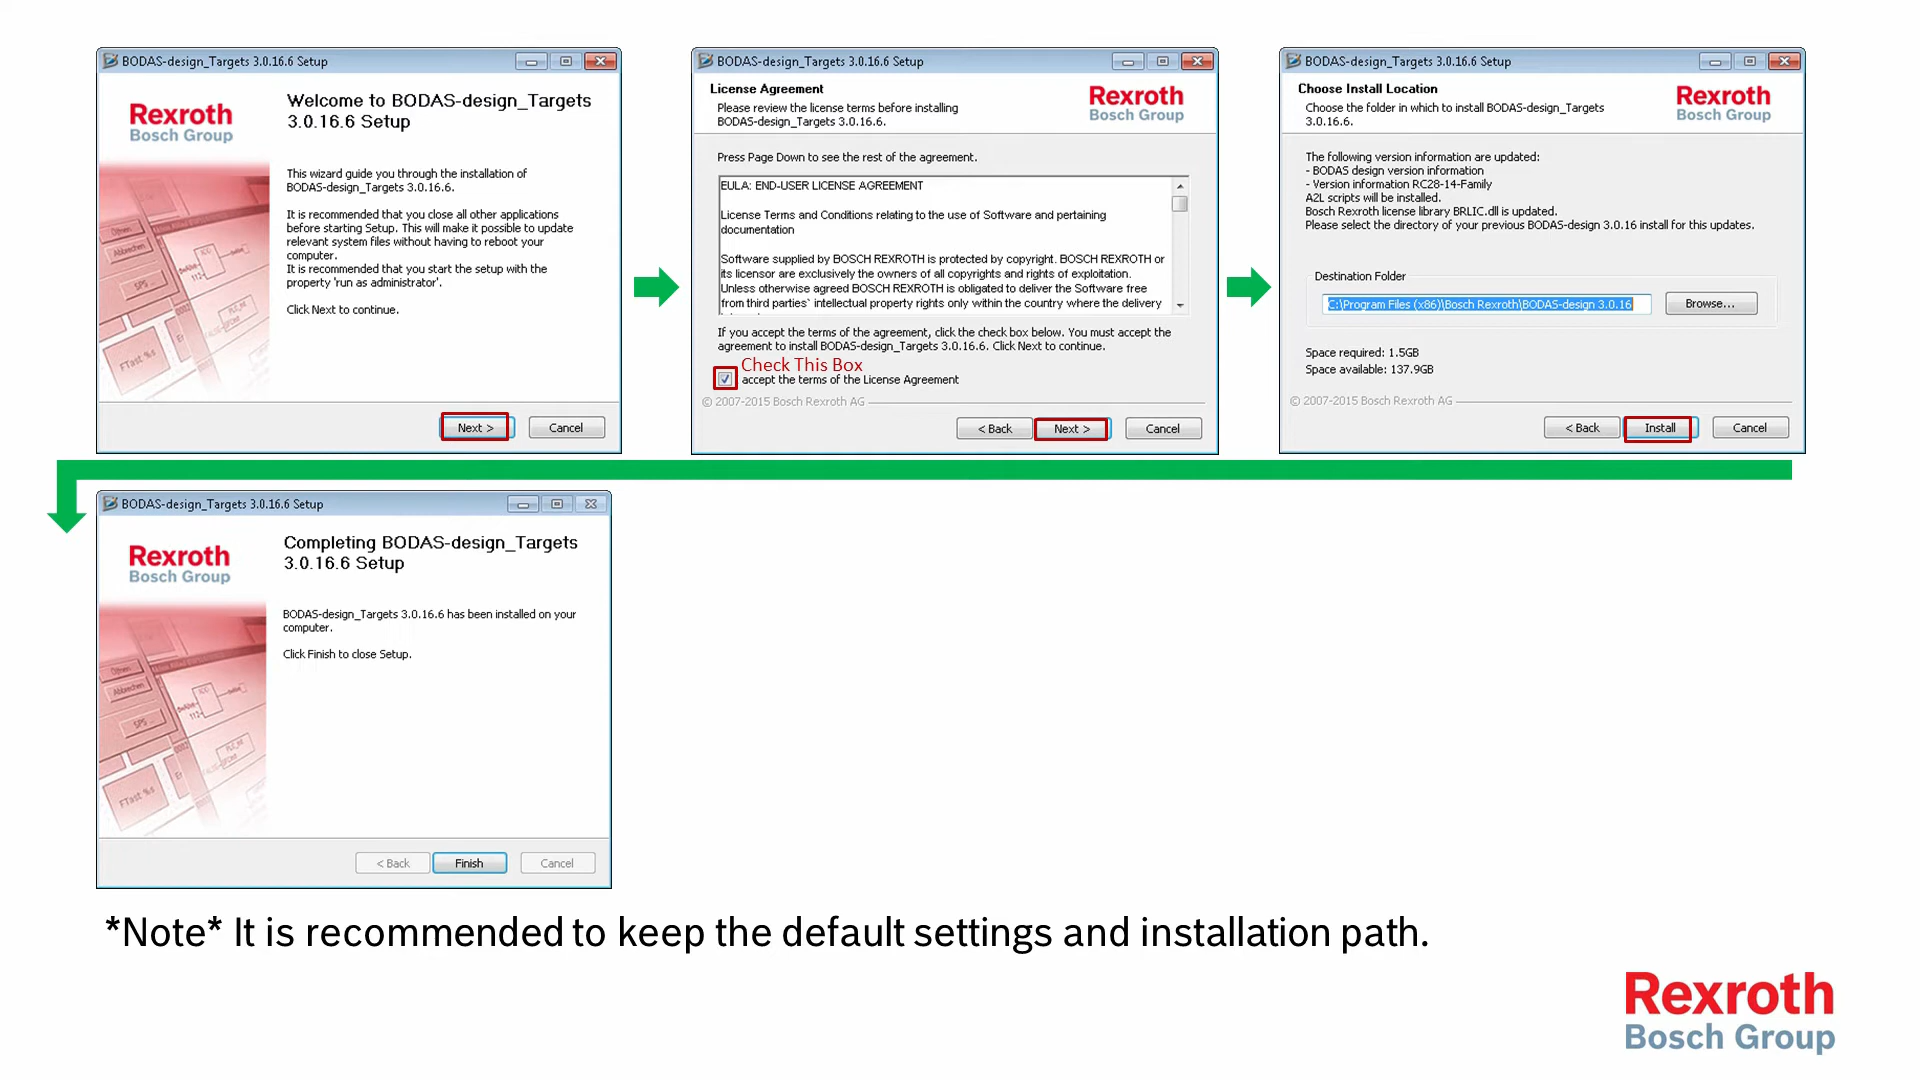 BODAS-design_Targets 3.0.16.6 Setup
Rexroth
Bosch Group
Welcome to BODAS-design_Targets
3.0.16.6 Setup
This wizard guide you through the installation of
BODAS-design_Targets 3.0.16.6.
It is recommended that you close all other applications
before starting Setup. This will make it possible to update
relevant system files without having to reboot your
computer.
It is recommended that you start the setup with the
property 'run as administrator'.
Click Next to continue.
Öffnen
Abbrechen
SPS ...
FTast %s
Next >
Cancel
BODAS-design_Targets 3.0.16.6 Setup
License Agreement
Please review the license terms before installing
BODAS-design_Targets 3.0.16.6.
Rexroth
Bosch Group
Press Page Down to see the rest of the agreement.
EULA: END-USER LICENSE AGREEMENT
License Terms and Conditions relating to the use of Software and pertaining
documentation
Software supplied by BOSCH REXROTH is protected by copyright. BOSCH REXROTH or
its licensor are exclusively the owners of all copyrights and rights of exploitation.
Unless otherwise agreed BOSCH REXROTH is obligated to deliver the Software free
from third parties` intellectual property rights only within the country where the delivery
If you accept the terms of the agreement, click the check box below. You must accept the
agreement to install BODAS-design_Targets 3.0.16.6. Click Next to continue.
Check This Box
accept the terms of the License Agreement
© 2007-2015 Bosch Rexroth AG
< Back
Next >
Cancel
BODAS-design_Targets 3.0.16.6 Setup
Choose Install Location
Choose the folder in which to install BODAS-design_Targets
3.0.16.6.
Rexroth
Bosch Group
The following version information are updated:
- BODAS design version information
- Version information RC28-14-Family
A2L scripts will be installed.
Bosch Rexroth license library BRLIC.dll is updated.
Please select the directory of your previous BODAS-design 3.0.16 install for this updates.
Destination Folder
C:\Program Files (x86)\Bosch Rexroth\BODAS-design 3.0.16
Browse...
Space required: 1.5GB
Space available: 137.9GB
© 2007-2015 Bosch Rexroth AG
< Back
Install
Cancel
BODAS-design_Targets 3.0.16.6 Setup
Rexroth
Bosch Group
Completing BODAS-design_Targets
3.0.16.6 Setup
BODAS-design_Targets 3.0.16.6 has been installed on your
computer.
Click Finish to close Setup.
Öffnen
Abbrechen
SPS ...
FTast %s
< Back
Finish
Cancel
*Note* It is recommended to keep the default settings and installation path.
Rexroth
Bosch Group